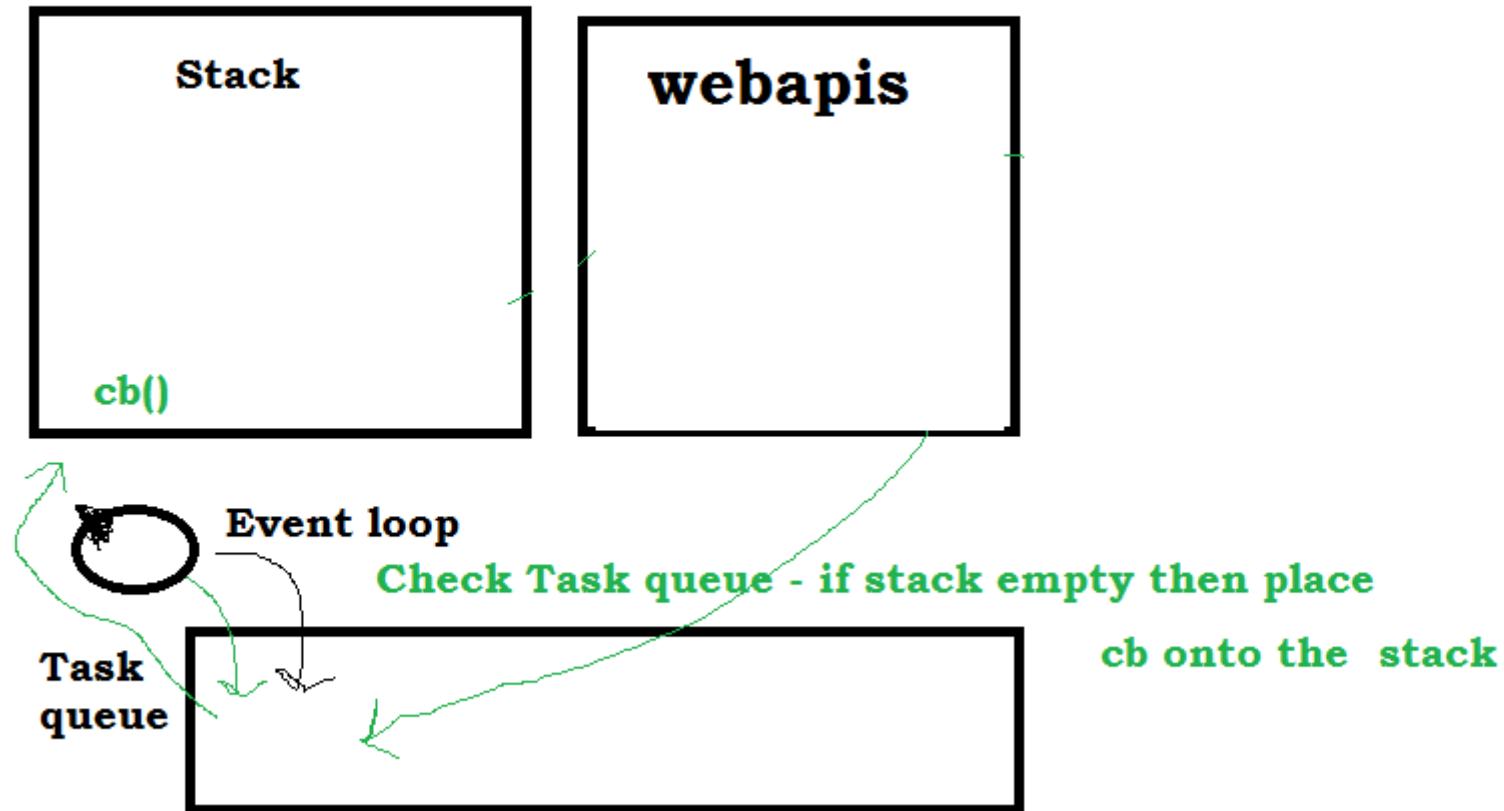 Stack
webapis
cb()
Event loop
Check Task queue - if stack empty then place
cb onto the stack
Task
queue